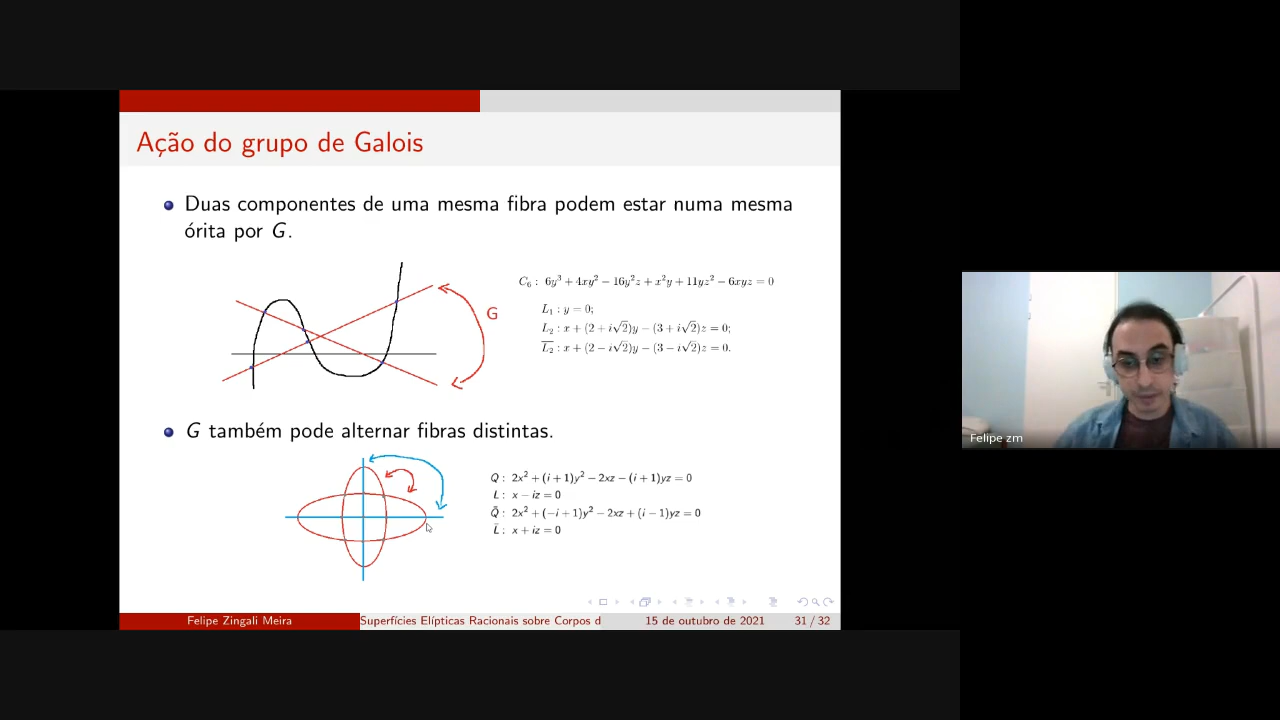 Ação do grupo de Galois
Duas componentes de uma mesma fibra podem estar numa mesma
órita por G.
G
C₆ : 6y³ + 4xy² − 16y²z + x²y + 11yz² − 6xyz = 0
L₁ : y = 0;
L₂ : x + (2 + i√2)y − (3 + i√2)z = 0;
L̅₂ : x + (2 − i√2)y − (3 − i√2)z = 0.
G também pode alternar fibras distintas.
Q : 2x² + (i + 1)y² − 2xz − (i + 1)yz = 0
L : x − iz = 0
Q̄ : 2x² + (−i + 1)y² − 2xz + (i − 1)yz = 0
L̄ : x + iz = 0
Felipe Zingali Meira
Superfícies Elípticas Racionais sobre Corpos d
15 de outubro de 2021
31 / 32
Felipe zm